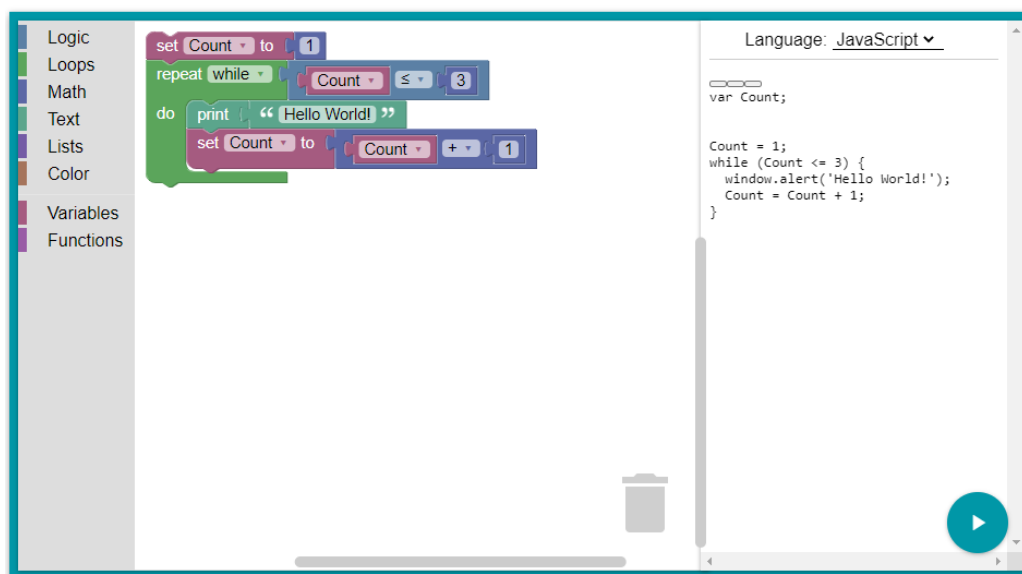 Logic
Loops
Math
Text
Lists
Color
Variables
Functions
set Count to 1
repeat while Count ≤ 3
do print “ Hello World! ”
set Count to Count + 1
Language: JavaScript
var Count;
Count = 1;
while (Count <= 3) {
  window.alert('Hello World!');
  Count = Count + 1;
}